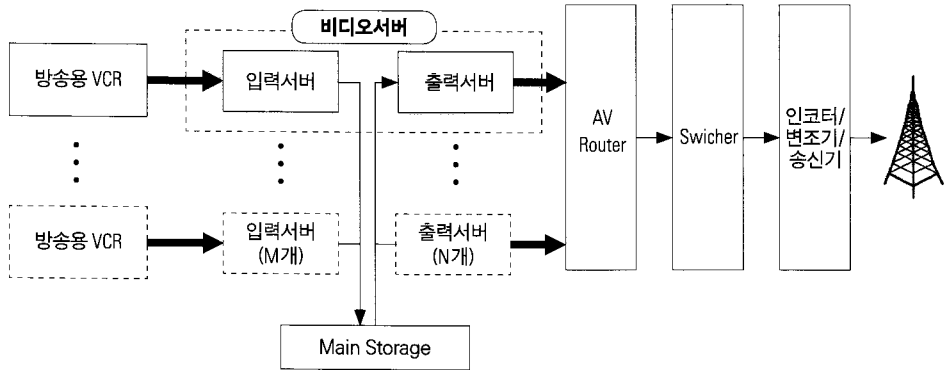 비디오서버
방송용 VCR
입력서버
출력서버
AV
Router
Swicher
인코터/
변조기/
송신기
방송용 VCR
입력서버
(M개)
출력서버
(N개)
Main Storage